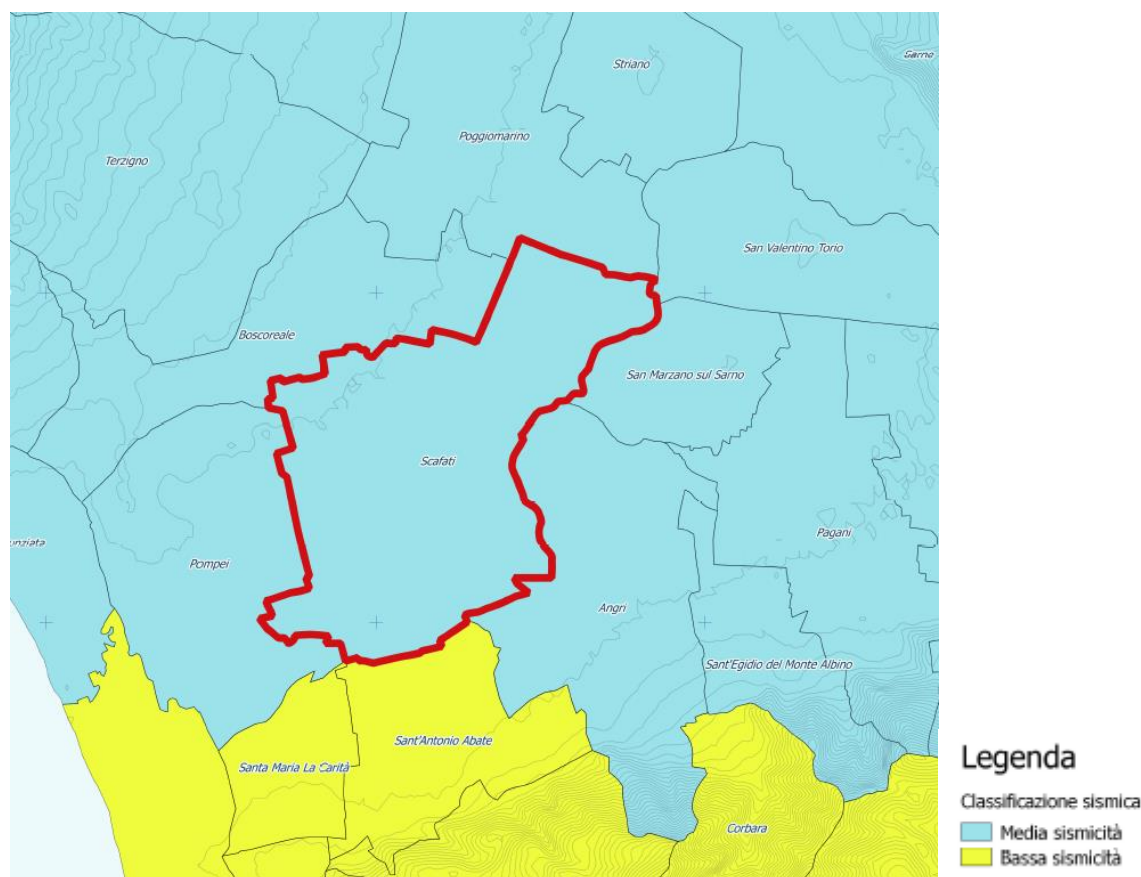 Striano
Sarno
Poggiomarino
Terzigno
San Valentino Torio
Boscoreale
San Marzano sul Sarno
Scafati
Pagani
unziata
Pompei
Angri
Sant'Egidio del Monte Albino
Sant'Antonio Abate
Santa Maria La Carità
Corbara
Legenda
Classificazione sismica
Media sismicità
Bassa sismicità